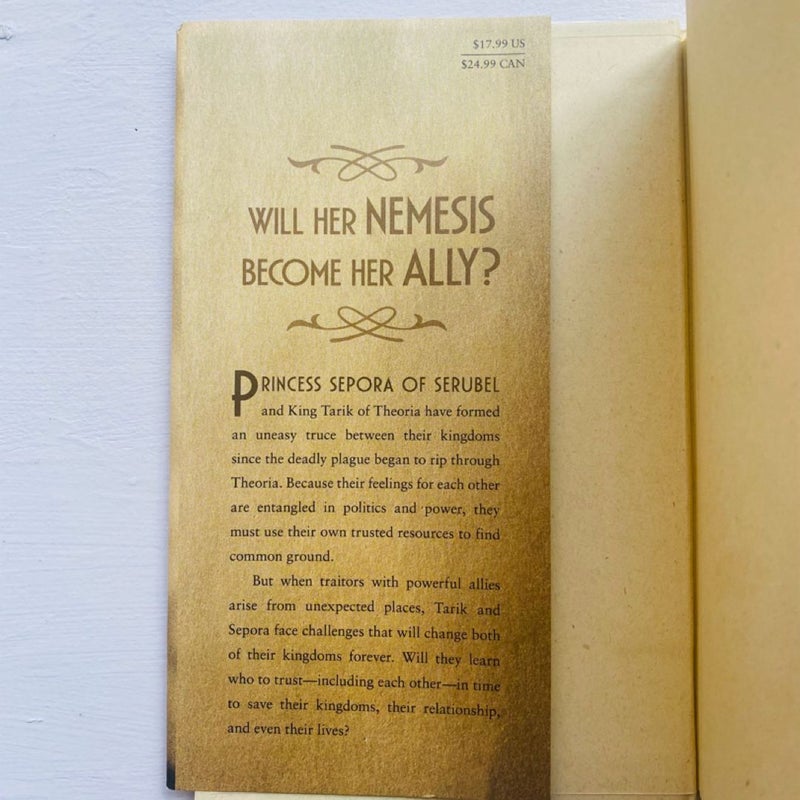 $17.99 US
$24.99 CAN
WILL HER NEMESIS
BECOME HER ALLY?
PRINCESS SEPORA OF SERUBEL
and King Tarik of Theoria have formed
an uneasy truce between their kingdoms
since the deadly plague began to rip through
Theoria. Because their feelings for each other
are entangled in politics and power, they
must use their own trusted resources to find
common ground.
But when traitors with powerful allies
arise from unexpected places, Tarik and
Sepora face challenges that will change both
of their kingdoms forever. Will they learn
who to trust—including each other—in time
to save their kingdoms, their relationship,
and even their lives?